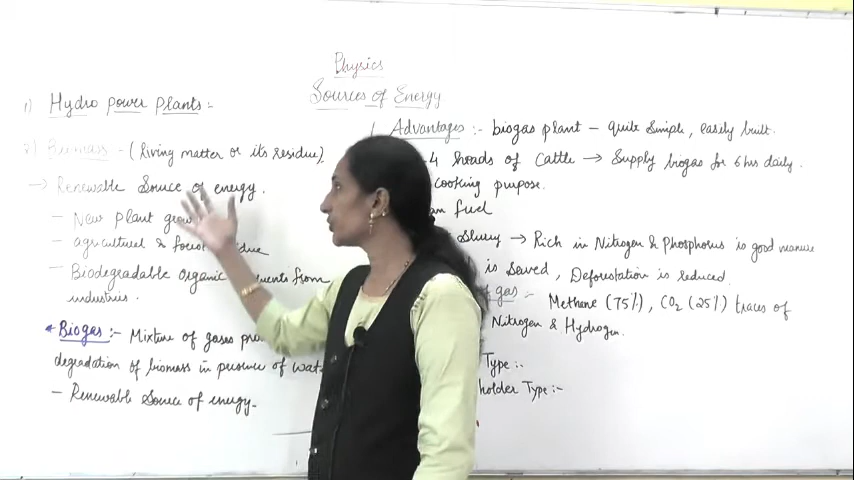 Physics
Sources of Energy
1) Hydro power plants :-
2) Biomass - (living matter or its residue)
→ Renewable Source of energy.
- New plant grow
- agricultural & forest
- Biodegradable organic from
industries.
* Biogas :- Mixture of gases
degradation of biomass in presence of
- Renewable Source of energy.
Advantages :- biogas plant - quite simple, easily built.
4 heads of Cattle → Supply biogas for 6 hrs daily.
cooking purpose.
fuel
Slurry → Rich in Nitrogen & Phosphorus is good manure
is Saved, Deforestation is reduced.
of gas :- Methane (75%), CO2 (25%) traces of
Nitrogen & Hydrogen.
Type :-
holder Type :-